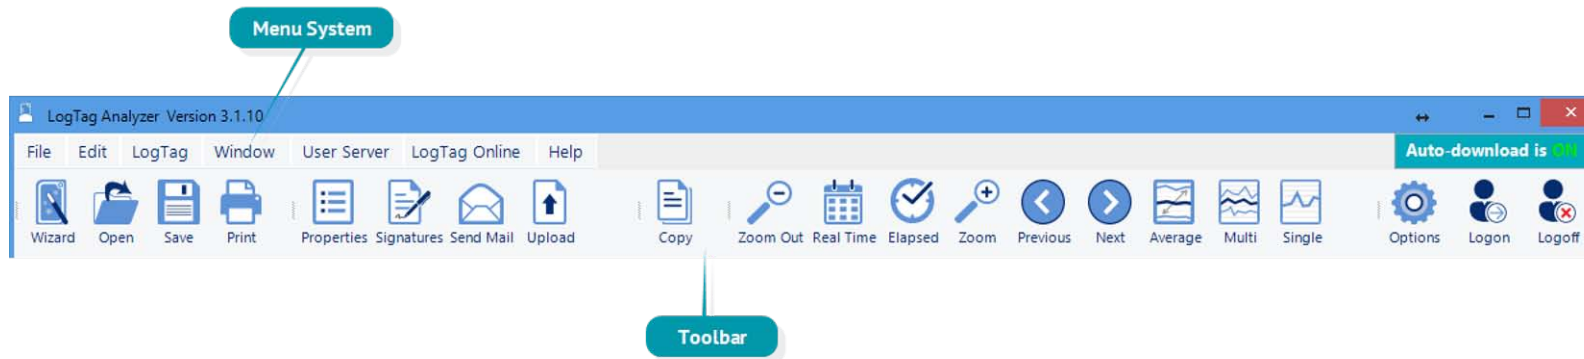 Menu System
LogTag Analyzer Version 3.1.10
File Edit LogTag Window User Server LogTag Online Help Auto-download is ON
Wizard Open Save Print Properties Signatures Send Mail Upload Copy Zoom Out Real Time Elapsed Zoom Previous Next Average Multi Single Options Logon Logoff
Toolbar